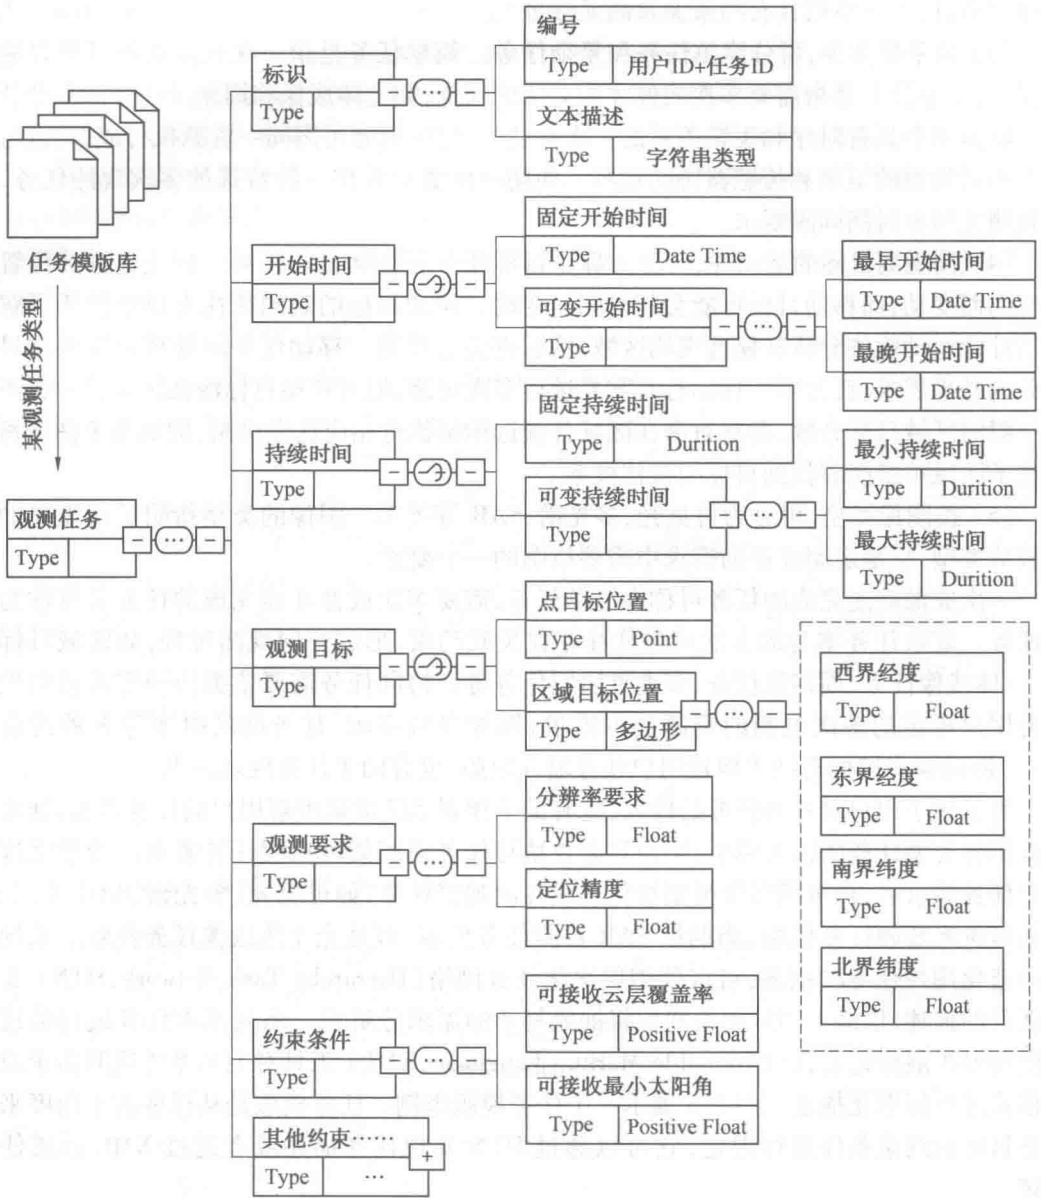 任务模版库
某观测任务类型
观测任务
Type
标识
Type
编号
Type 用户ID+任务ID
文本描述
Type 字符串类型
开始时间
Type
固定开始时间
Type Date Time
可变开始时间
Type
最早开始时间
Type Date Time
最晚开始时间
Type Date Time
持续时间
Type
固定持续时间
Type Durition
可变持续时间
Type
最小持续时间
Type Durition
最大持续时间
Type Durition
观测目标
Type
点目标位置
Type Point
区域目标位置
Type 多边形
西界经度
Type Float
东界经度
Type Float
南界纬度
Type Float
北界纬度
Type Float
观测要求
Type
分辨率要求
Type Float
定位精度
Type Float
约束条件
Type
可接收云层覆盖率
Type Positive Float
可接收最小太阳角
Type Positive Float
其他约束……
Type …
+